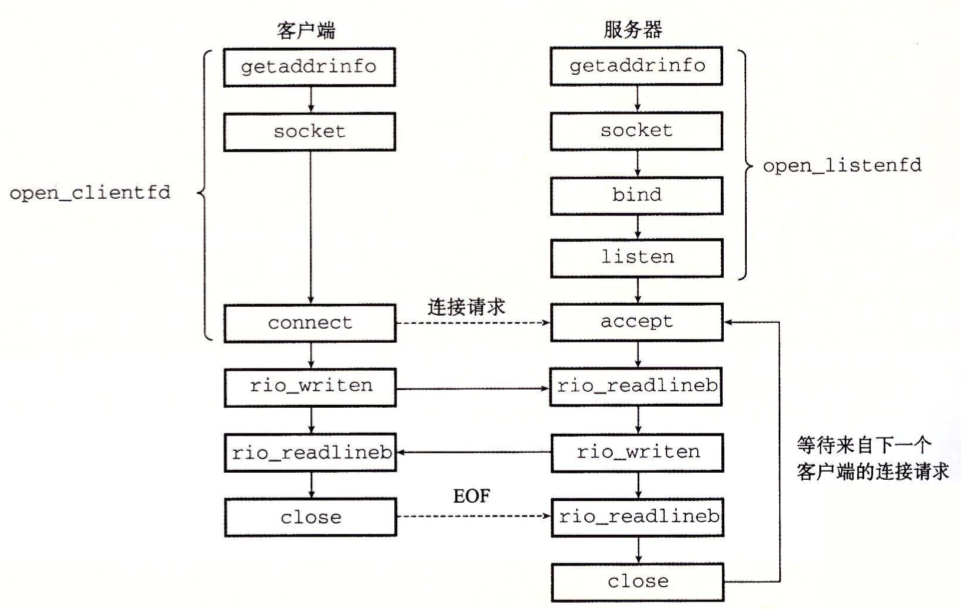 客户端
服务器
getaddrinfo
getaddrinfo
socket
socket
open_clientfd
open_listenfd
bind
listen
connect
连接请求
accept
rio_writen
rio_readlineb
rio_readlineb
rio_writen
等待来自下一个
客户端的连接请求
close
EOF
rio_readlineb
close